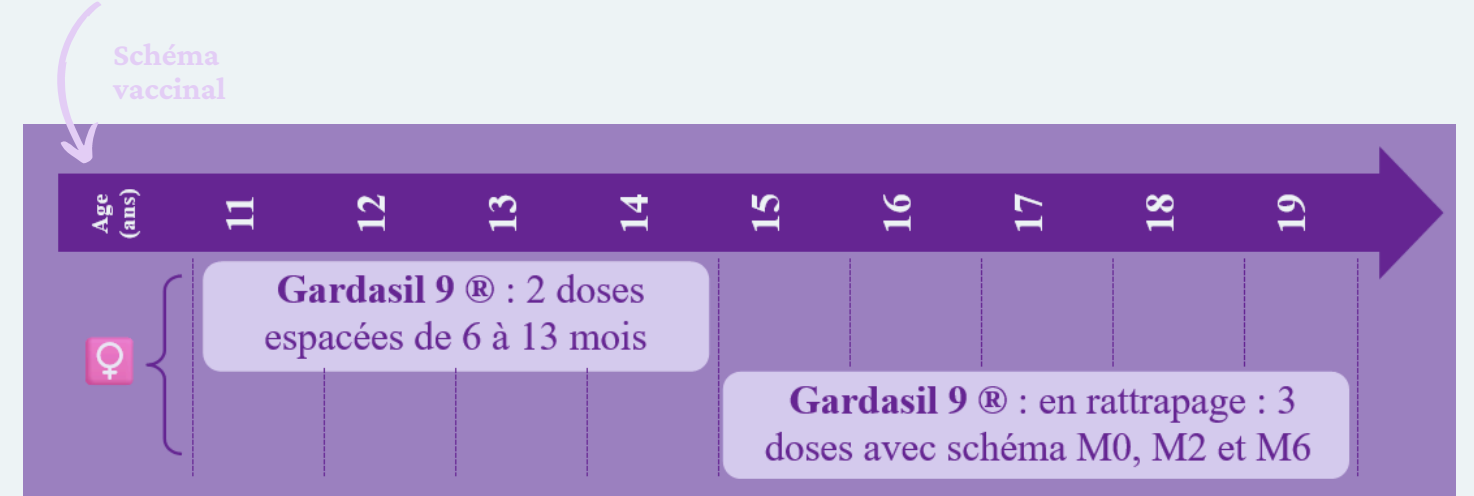 Schéma
vaccinal
Age
(ans)
11
12
13
14
15
16
17
18
19
Gardasil 9 ® : 2 doses
espacées de 6 à 13 mois
♀
Gardasil 9 ® : en rattrapage : 3
doses avec schéma M0, M2 et M6